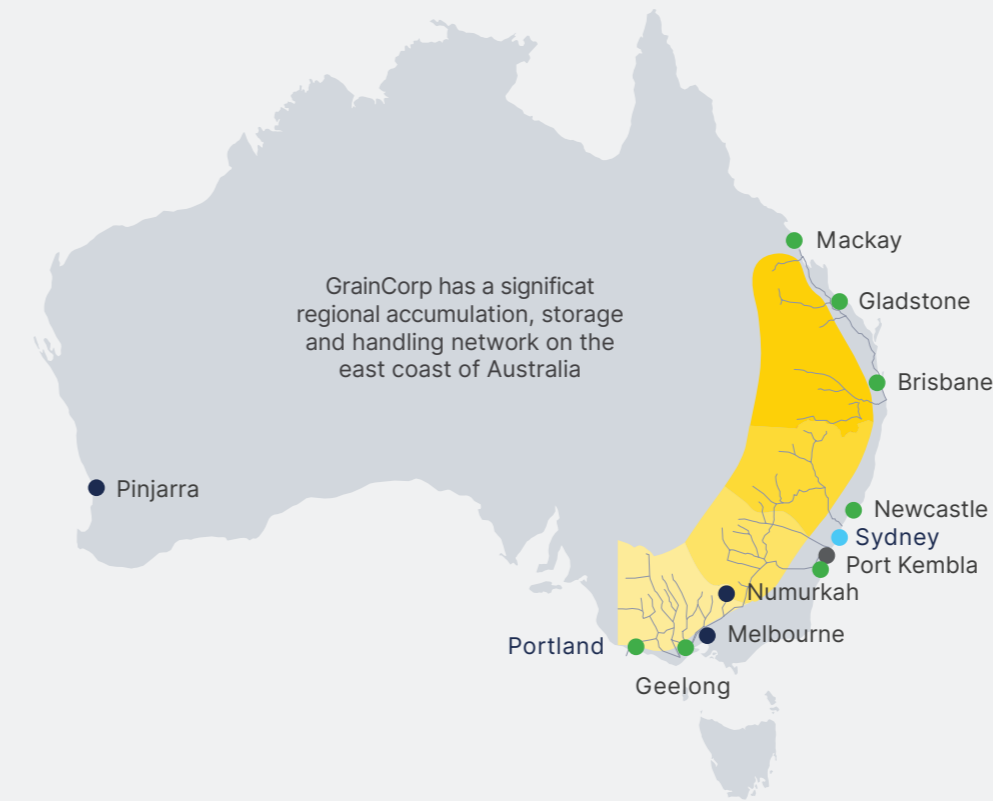 Mackay
GrainCorp has a significat
regional accumulation, storage
and handling network on the
east coast of Australia
Gladstone
Brisbane
Pinjarra
Newcastle
Sydney
Port Kembla
Numurkah
Melbourne
Portland
Geelong